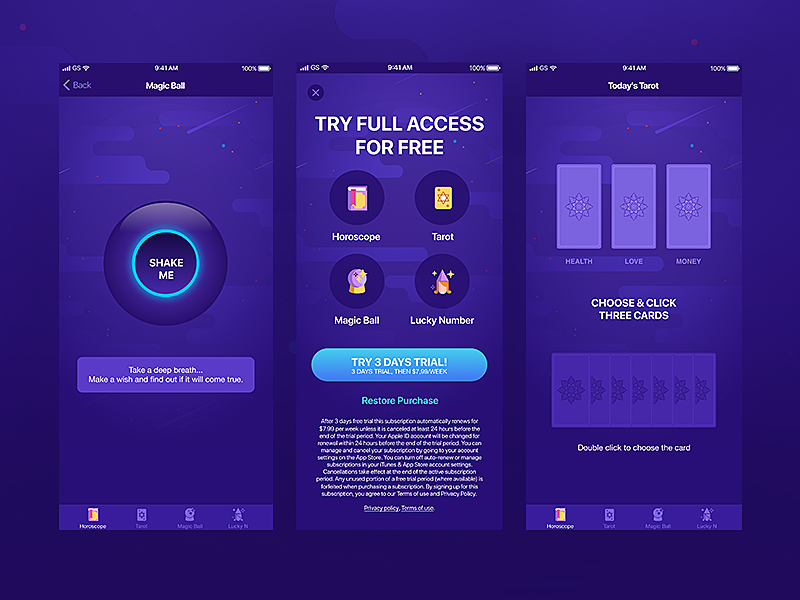 GS 9:41 AM 100%
Back Magic Ball
SHAKE
ME
Take a deep breath...
Make a wish and find out if it will come true.
Horoscope Tarot Magic Ball Lucky N
GS 9:41 AM 100%
TRY FULL ACCESS
FOR FREE
Horoscope Tarot
Magic Ball Lucky Number
TRY 3 DAYS TRIAL!
3 DAYS TRIAL, THEN $7,99/WEEK
Restore Purchase
After 3 days free trial this subscription automatically renews for
$7.99 per week unless it is canceled at least 24 hours before the
end of the trial period. Your Apple ID account will be charged for
renewal within 24 hours before the end of the trial period. You can
manage and cancel your subscription by going to your account
settings on the App Store. You can turn off auto-renew or manage
subscriptions in your iTunes & App Store account settings.
Cancellations take effect at the end of the active subscription
period. Any unused portion of a free trial period (where available) is
forfeited when purchasing a subscription. By signing up for this
subscription, you agree to our Terms of use and Privacy Policy.
Privacy policy, Terms of use.
GS 9:41 AM 100%
Today's Tarot
HEALTH LOVE MONEY
CHOOSE & CLICK
THREE CARDS
Double click to choose the card
Horoscope Tarot Magic Ball Lucky N